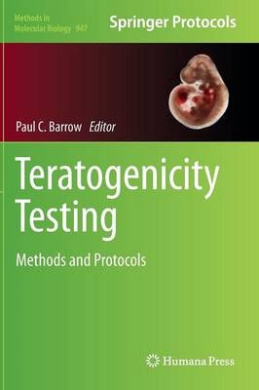 Methods in
Molecular Biology 947
Springer Protocols
Paul C. Barrow Editor
Teratogenicity
Testing
Methods and Protocols
Humana Press